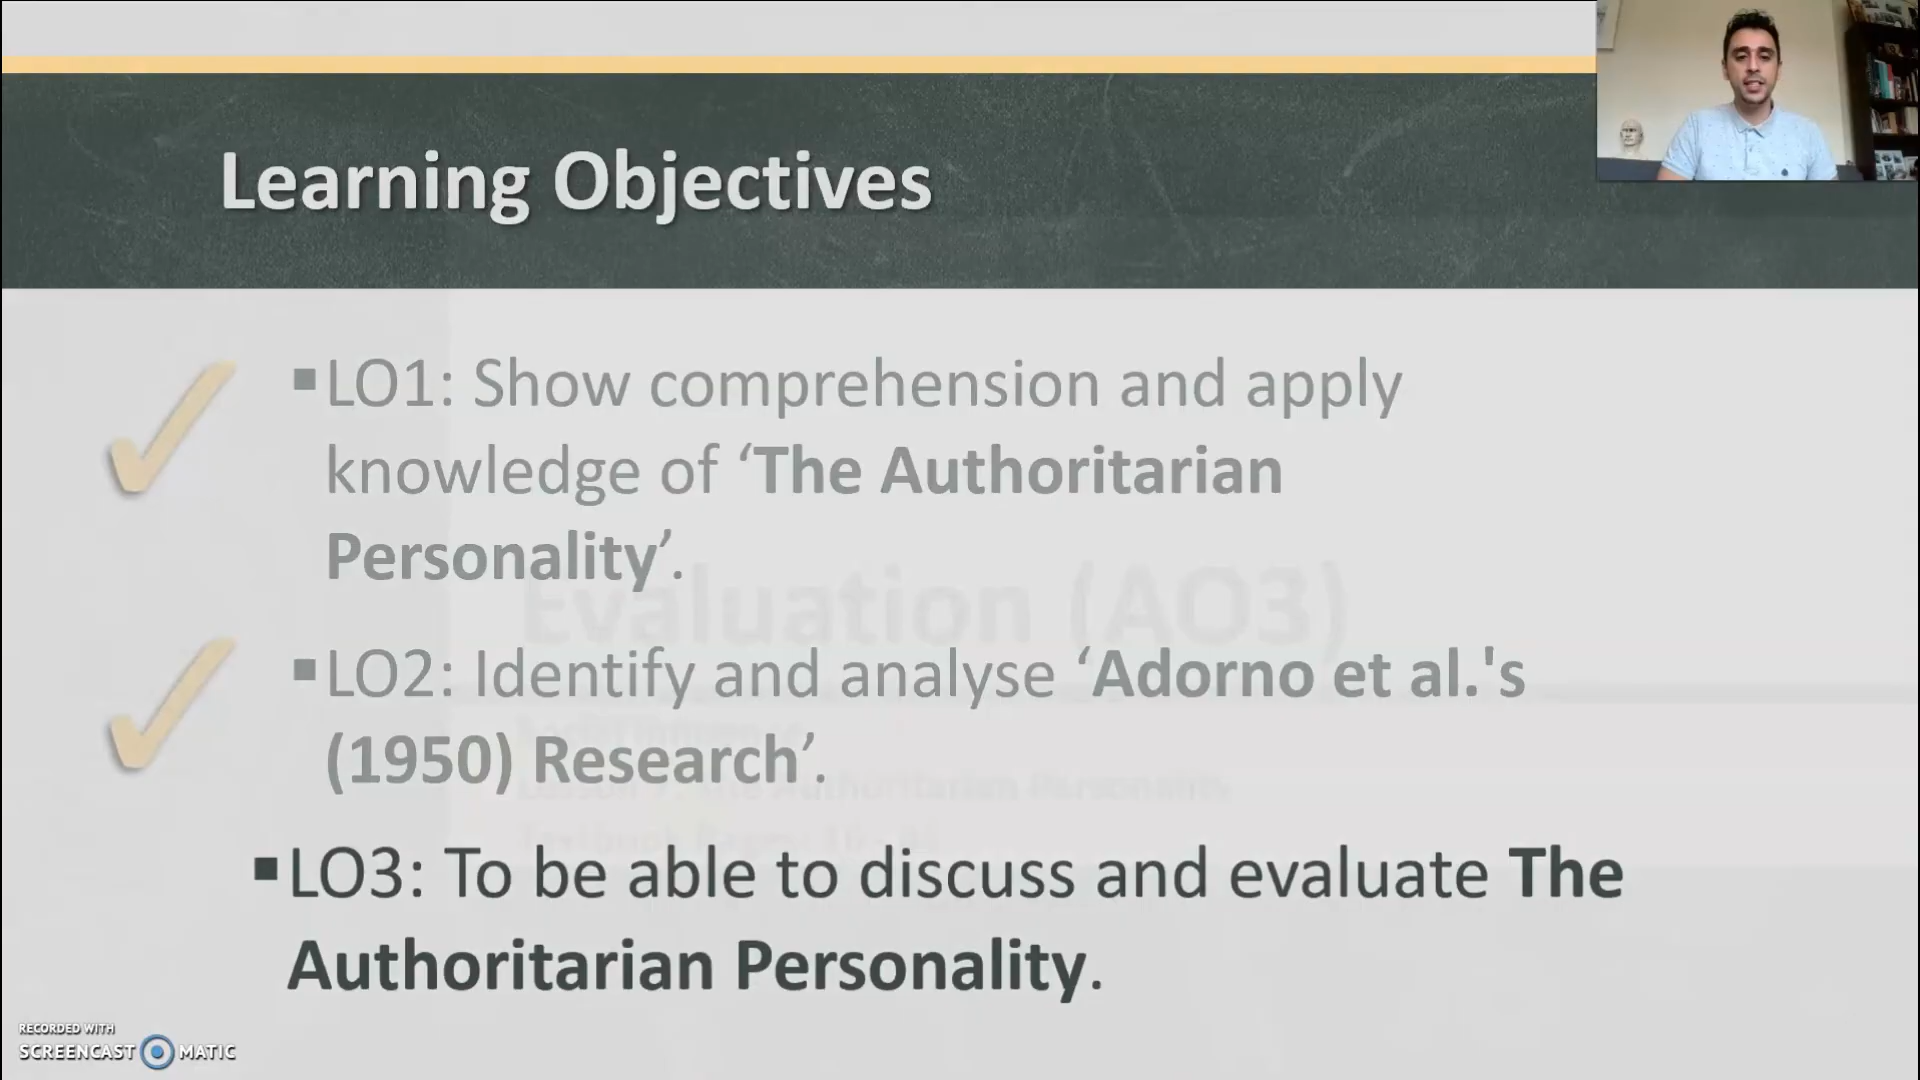 Learning Objectives
▪LO1: Show comprehension and apply
knowledge of ‘The Authoritarian
Personality’.
Evaluation (AO3)
▪LO2: Identify and analyse ‘Adorno et al.'s
(1950) Research’.
▪LO3: To be able to discuss and evaluate The
Authoritarian Personality.
RECORDED WITH
SCREENCAST MATIC